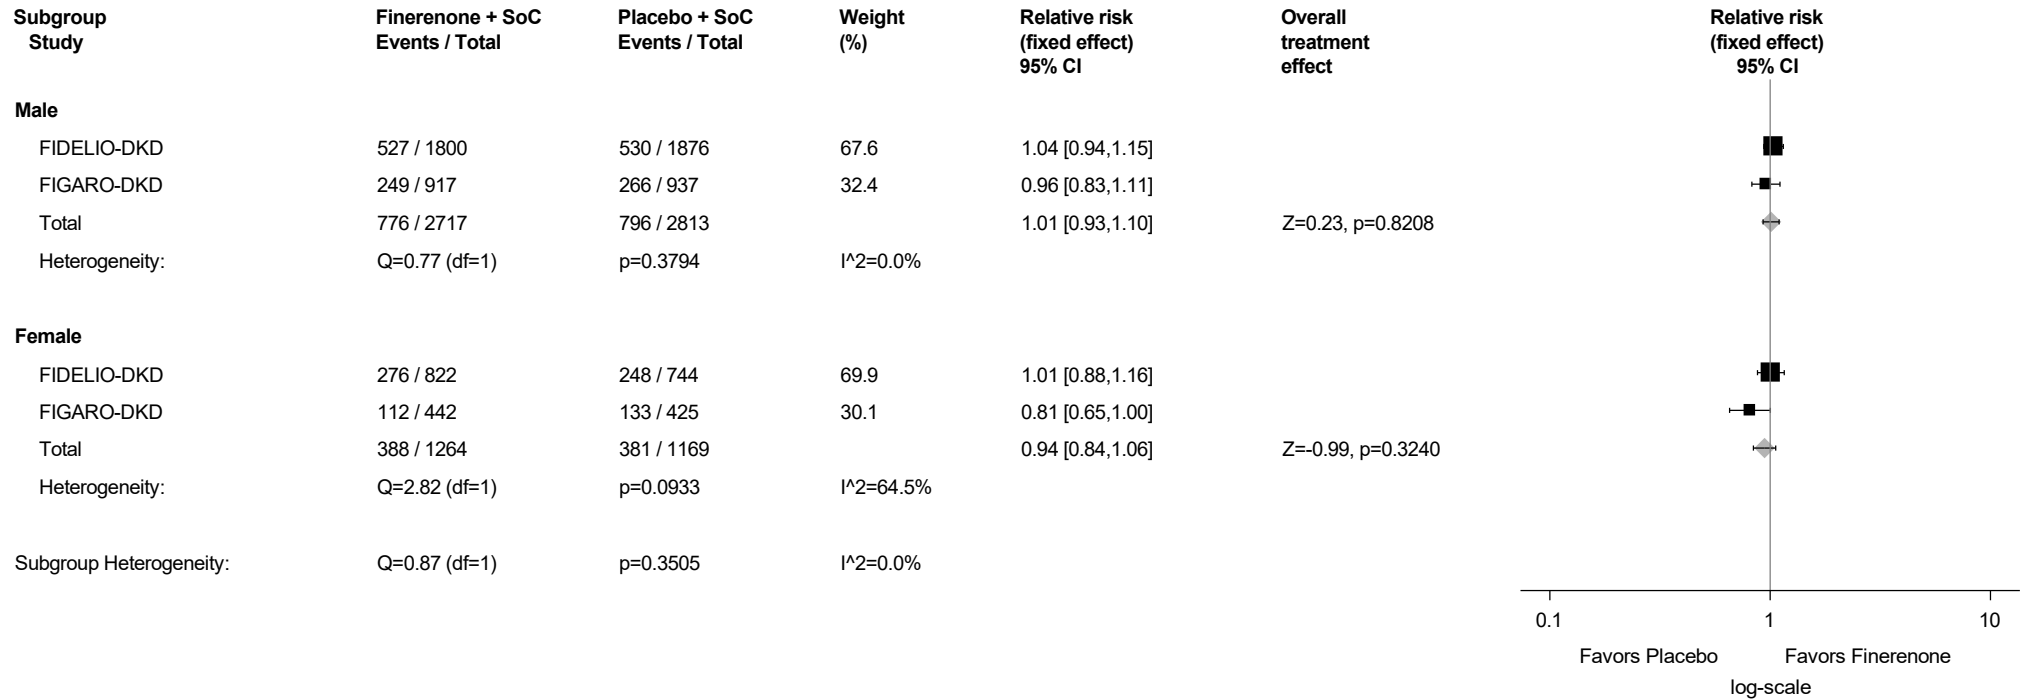 Subgroup Finerenone + SoC Placebo + SoC Weight Relative risk Overall Relative risk
Study Events / Total Events / Total (%) (fixed effect) treatment (fixed effect)
95% CI effect 95% CI
Male
FIDELIO-DKD 527 / 1800 530 / 1876 67.6 1.04 [0.94,1.15]
FIGARO-DKD 249 / 917 266 / 937 32.4 0.96 [0.83,1.11]
Total 776 / 2717 796 / 2813 1.01 [0.93,1.10] Z=0.23, p=0.8208
Heterogeneity: Q=0.77 (df=1) p=0.3794 I^2=0.0%
Female
FIDELIO-DKD 276 / 822 248 / 744 69.9 1.01 [0.88,1.16]
FIGARO-DKD 112 / 442 133 / 425 30.1 0.81 [0.65,1.00]
Total 388 / 1264 381 / 1169 0.94 [0.84,1.06] Z=-0.99, p=0.3240
Heterogeneity: Q=2.82 (df=1) p=0.0933 I^2=64.5%
Subgroup Heterogeneity: Q=0.87 (df=1) p=0.3505 I^2=0.0%
0.1 1 10
Favors Placebo Favors Finerenone
log-scale